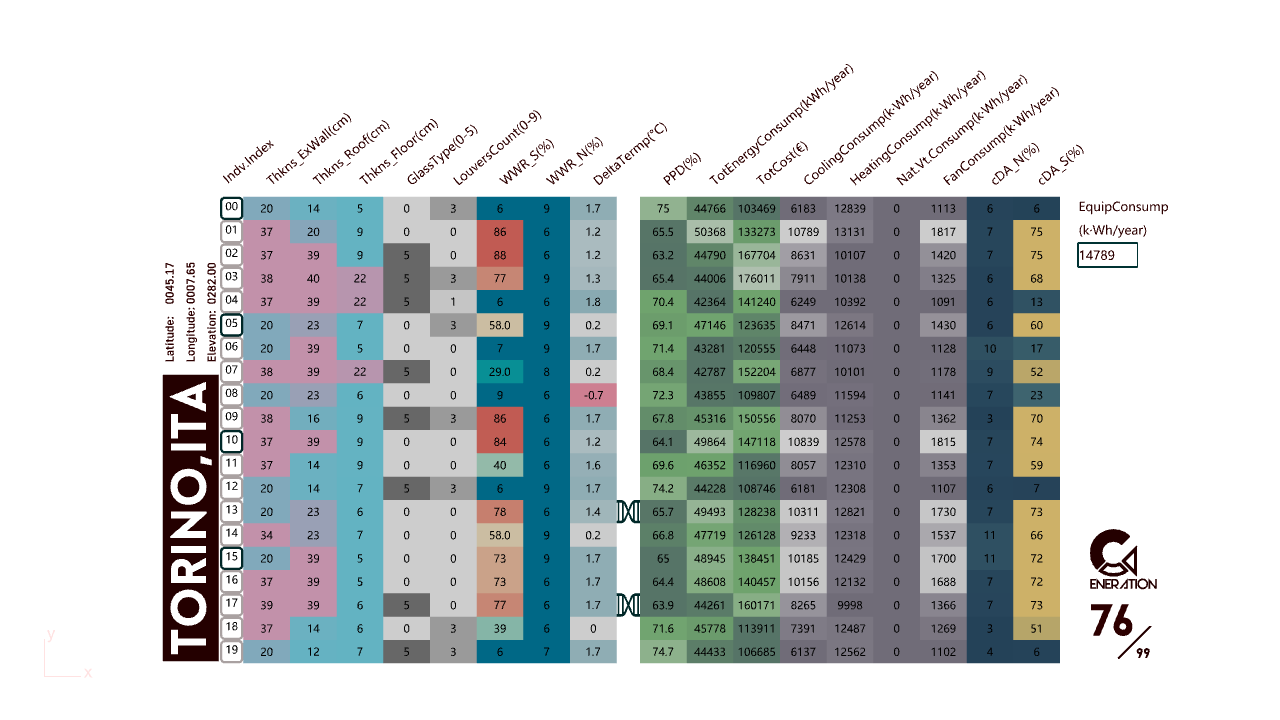 Indv.Index Thkns_ExWall(cm) Thkns_Roof(cm) Thkns_Floor(cm) GlassType(0-5) LouversCount(0-9) WWR_S(%) WWR_N(%) DeltaTermp(°C) PPD(%) TotEnergyConsump(kWh/year) TotCost(€) CoolingConsump(k·Wh/year) HeatingConsump(k·Wh/year) Nat.Vt.Consump(k·Wh/year) FanConsump(k·Wh/year) cDA_N(%) cDA_S(%)
00 20 14 5 0 3 6 9 1.7 75 44766 103469 6183 12839 0 1113 6 6
01 37 20 9 0 0 86 6 1.2 65.5 50368 133273 10789 13131 0 1817 7 75
02 37 39 9 5 0 88 6 1.2 63.2 44790 167704 8631 10107 0 1420 7 75
03 38 40 22 5 3 77 9 1.3 65.4 44006 176011 7911 10138 0 1325 6 68
04 37 39 22 5 1 6 6 1.8 70.4 42364 141240 6249 10392 0 1091 6 13
05 20 23 7 0 3 58.0 9 0.2 69.1 47146 123635 8471 12614 0 1430 6 60
06 20 39 5 0 0 7 9 1.7 71.4 43281 120555 6448 11073 0 1128 10 17
07 38 39 22 5 0 29.0 8 0.2 68.4 42787 152204 6877 10101 0 1178 9 52
08 20 23 6 0 0 9 6 -0.7 72.3 43855 109807 6489 11594 0 1141 7 23
09 38 16 9 5 3 86 6 1.7 67.8 45316 150556 8070 11253 0 1362 3 70
10 37 39 9 0 0 84 6 1.2 64.1 49864 147118 10839 12578 0 1815 7 74
11 37 14 9 0 0 40 6 1.6 69.6 46352 116960 8057 12310 0 1353 7 59
12 20 14 7 5 3 6 9 1.7 74.2 44228 108746 6181 12308 0 1107 6 7
13 20 23 6 0 0 78 6 1.4 65.7 49493 128238 10311 12821 0 1730 7 73
14 34 23 7 0 0 58.0 9 0.2 66.8 47719 126128 9233 12318 0 1537 11 66
15 20 39 5 0 0 73 9 1.7 65 48945 138451 10185 12429 0 1700 11 72
16 37 39 5 0 0 73 6 1.7 64.4 48608 140457 10156 12132 0 1688 7 72
17 39 39 6 5 0 77 6 1.7 63.9 44261 160171 8265 9998 0 1366 7 73
18 37 14 6 0 3 39 6 0 71.6 45778 113911 7391 12487 0 1269 3 51
19 20 12 7 5 3 6 7 1.7 74.7 44433 106685 6137 12562 0 1102 4 6
Latitude: 0045.17
Longitude: 0007.65
Elevation: 0282.00
TORINO,ITA
EquipConsump
(k·Wh/year)
14789
ENERATION
76/99
y
x